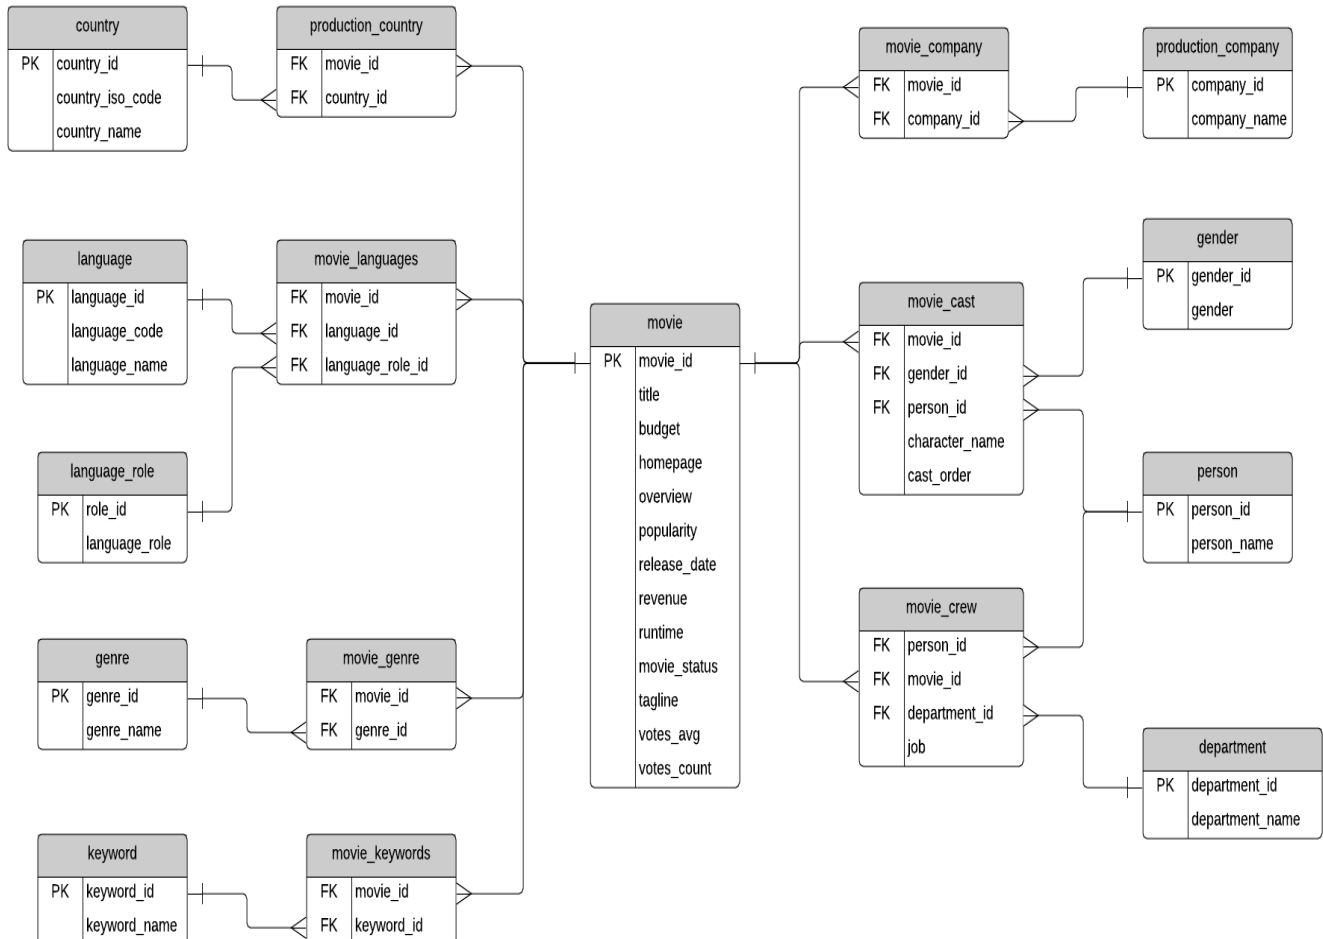 country
PK country_id
country_iso_code
country_name
production_country
FK movie_id
FK country_id
language
PK language_id
language_code
language_name
movie_languages
FK movie_id
FK language_id
FK language_role_id
language_role
PK role_id
language_role
genre
PK genre_id
genre_name
movie_genre
FK movie_id
FK genre_id
keyword
PK keyword_id
keyword_name
movie_keywords
FK movie_id
FK keyword_id
movie
PK movie_id
title
budget
homepage
overview
popularity
release_date
revenue
runtime
movie_status
tagline
votes_avg
votes_count
movie_company
FK movie_id
FK company_id
production_company
PK company_id
company_name
gender
PK gender_id
gender
movie_cast
FK movie_id
FK gender_id
FK person_id
character_name
cast_order
person
PK person_id
person_name
movie_crew
FK person_id
FK movie_id
FK department_id
job
department
PK department_id
department_name